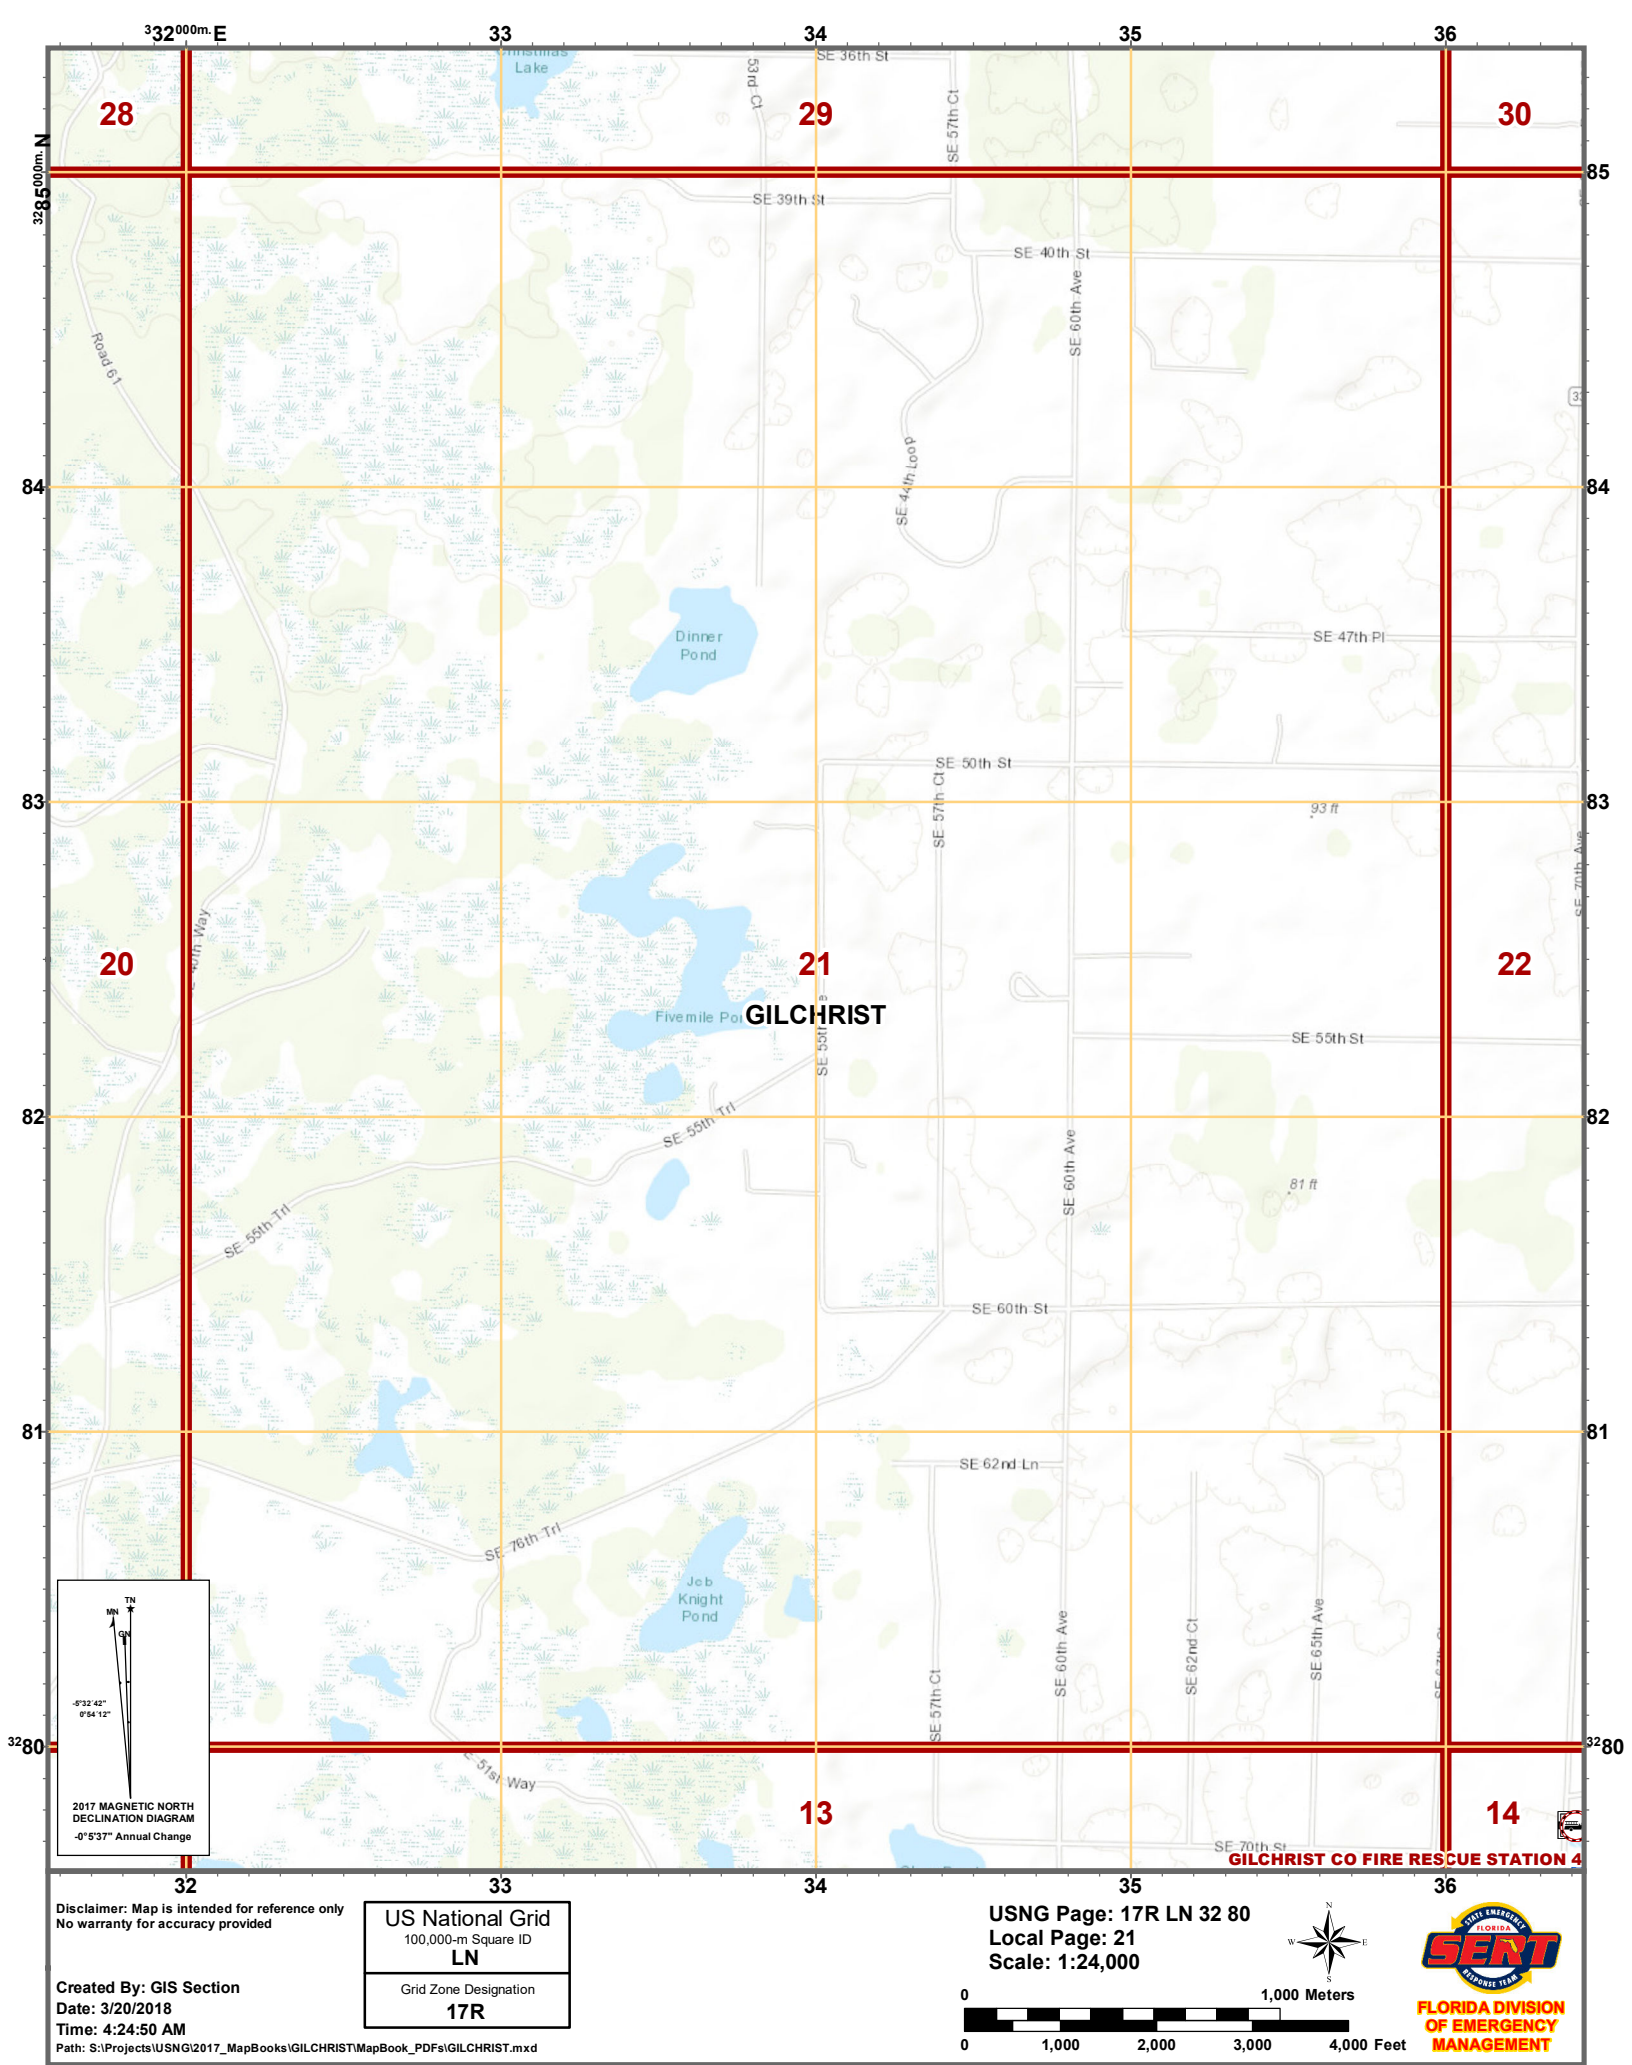 332000m.E 33 34 35 36
Lake
SE 36th St
53rd Ct
SE 57th Ct
28 29 30
3285000m. N
85
SE 39th St
SE 40th St
SE 60th Ave
Road 61
SE 44th Loop
84 84
Dinner
Pond
SE 47th Pl
SE 50th St
SE 57th Ct
83 83
93 ft
SE 70th Ave
20 21 22
GILCHRIST
Fivemile
SE 55th
SE 55th St
82 82
SE 55th Trl
SE 60th Ave
81 ft
SE 55th Trl
SE 60th St
81 81
SE 62nd Ln
SE 76th Trl
Job
Knight
Pond
SE 57th Ct
SE 60th Ave
SE 62nd Ct
SE 65th Ave
TN
MN
GN
-5°32'42"
0°54'12"
2017 MAGNETIC NORTH
DECLINATION DIAGRAM
-0°5'37" Annual Change
3280 3280
51st Way
13 14
SE 70th St
GILCHRIST CO FIRE RESCUE STATION 4
32 33 34 35 36
Disclaimer: Map is intended for reference only
No warranty for accuracy provided
Created By: GIS Section
Date: 3/20/2018
Time: 4:24:50 AM
Path: S:\Projects\USNG\2017_MapBooks\GILCHRIST\MapBook_PDFs\GILCHRIST.mxd
US National Grid
100,000-m Square ID
LN
Grid Zone Designation
17R
USNG Page: 17R LN 32 80
Local Page: 21
Scale: 1:24,000
N
W E
S
0 1,000 Meters
0 1,000 2,000 3,000 4,000 Feet
STATE EMERGENCY
FLORIDA
SERT
RESPONSE TEAM
FLORIDA DIVISION
OF EMERGENCY
MANAGEMENT